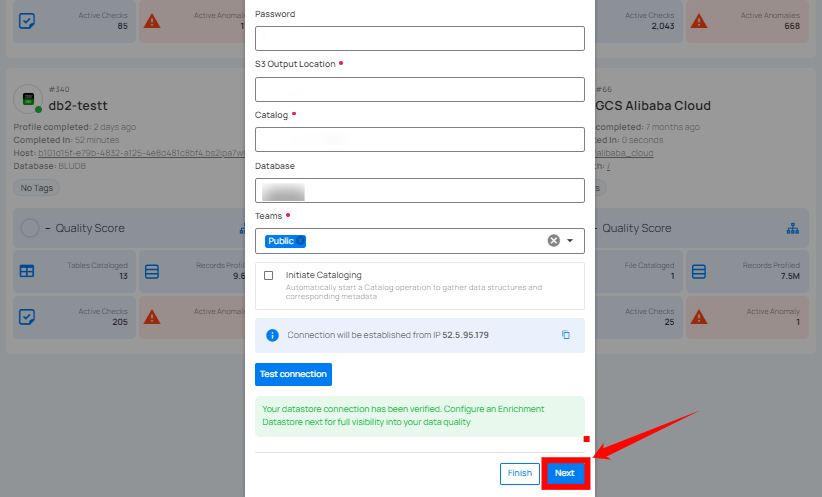 Active Checks
85
Active Anomalies
#340
db2-testt
Profile completed: 2 days ago
Completed In: 52 minutes
Host: b101d15f-e79b-4832-a125-4e8d481c8bf4.bs2ipa7w
Database: BLUDB
No Tags
– Quality Score
Tables Cataloged
13
Records Profiled
9.6
Active Checks
205
Active Anomalies
Password
S3 Output Location
Catalog
Database
Teams
Public
Initiate Cataloging
Automatically start a Catalog operation to gather data structures and
corresponding metadata
Connection will be established from IP 52.5.95.179
Test connection
Your datastore connection has been verified. Configure an Enrichment
Datastore next for full visibility into your data quality
Finish
Next
Active Checks
2,043
Active Anomalies
668
#66
GCS Alibaba Cloud
completed: 7 months ago
ed In: 0 seconds
/alibaba_cloud
h: /
s
– Quality Score
File Cataloged
1
Records Profiled
7.5M
Active Checks
25
Active Anomaly
1